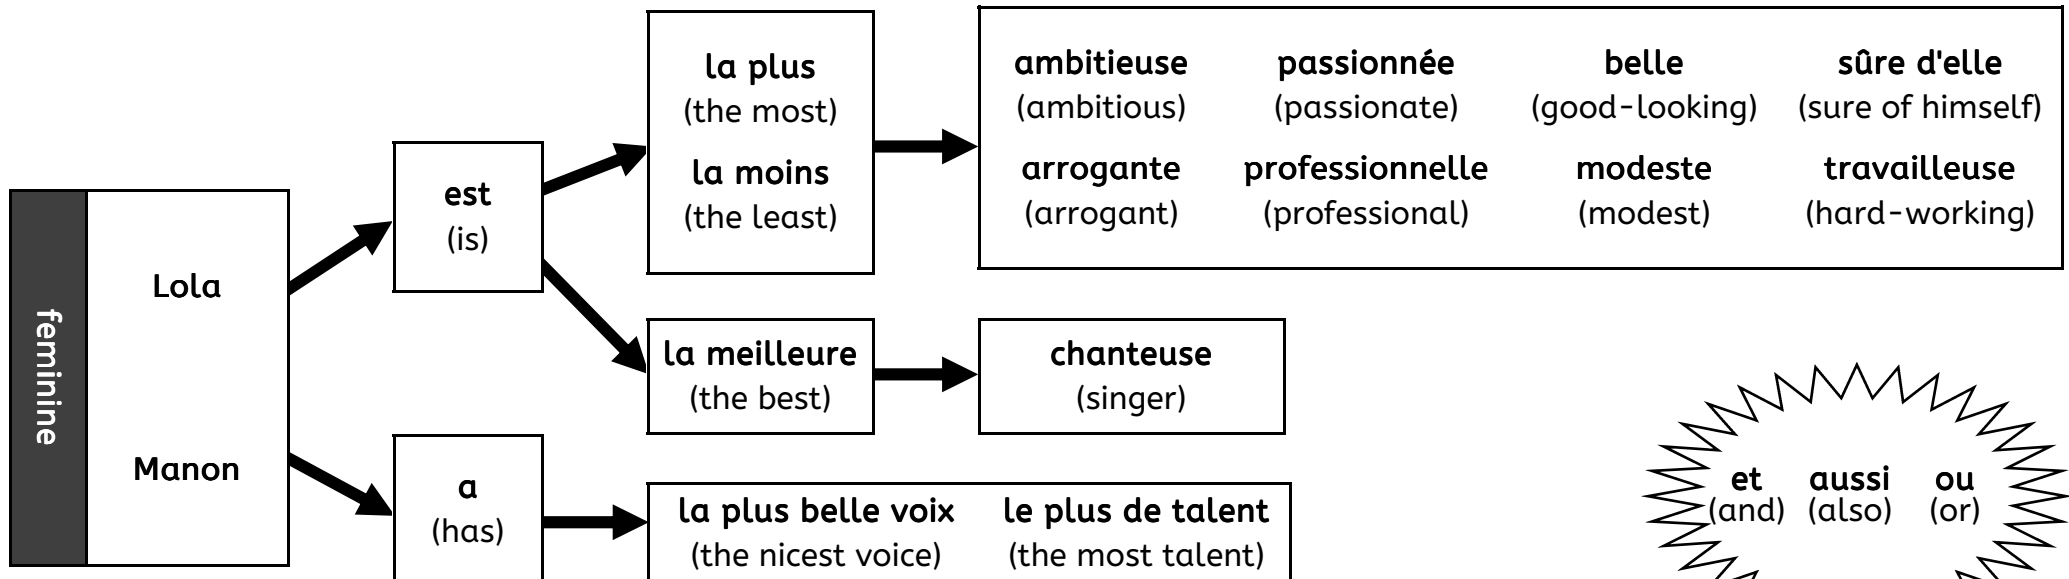 feminine
Lola
Manon
est
(is)
a
(has)
la plus
(the most)
la moins
(the least)
la meilleure
(the best)
chanteuse
(singer)
ambitieuse passionnée belle sûre d'elle
(ambitious) (passionate) (good-looking) (sure of himself)
arrogante professionnelle modeste travailleuse
(arrogant) (professional) (modest) (hard-working)
la plus belle voix le plus de talent
(the nicest voice) (the most talent)
et aussi ou
(and) (also) (or)